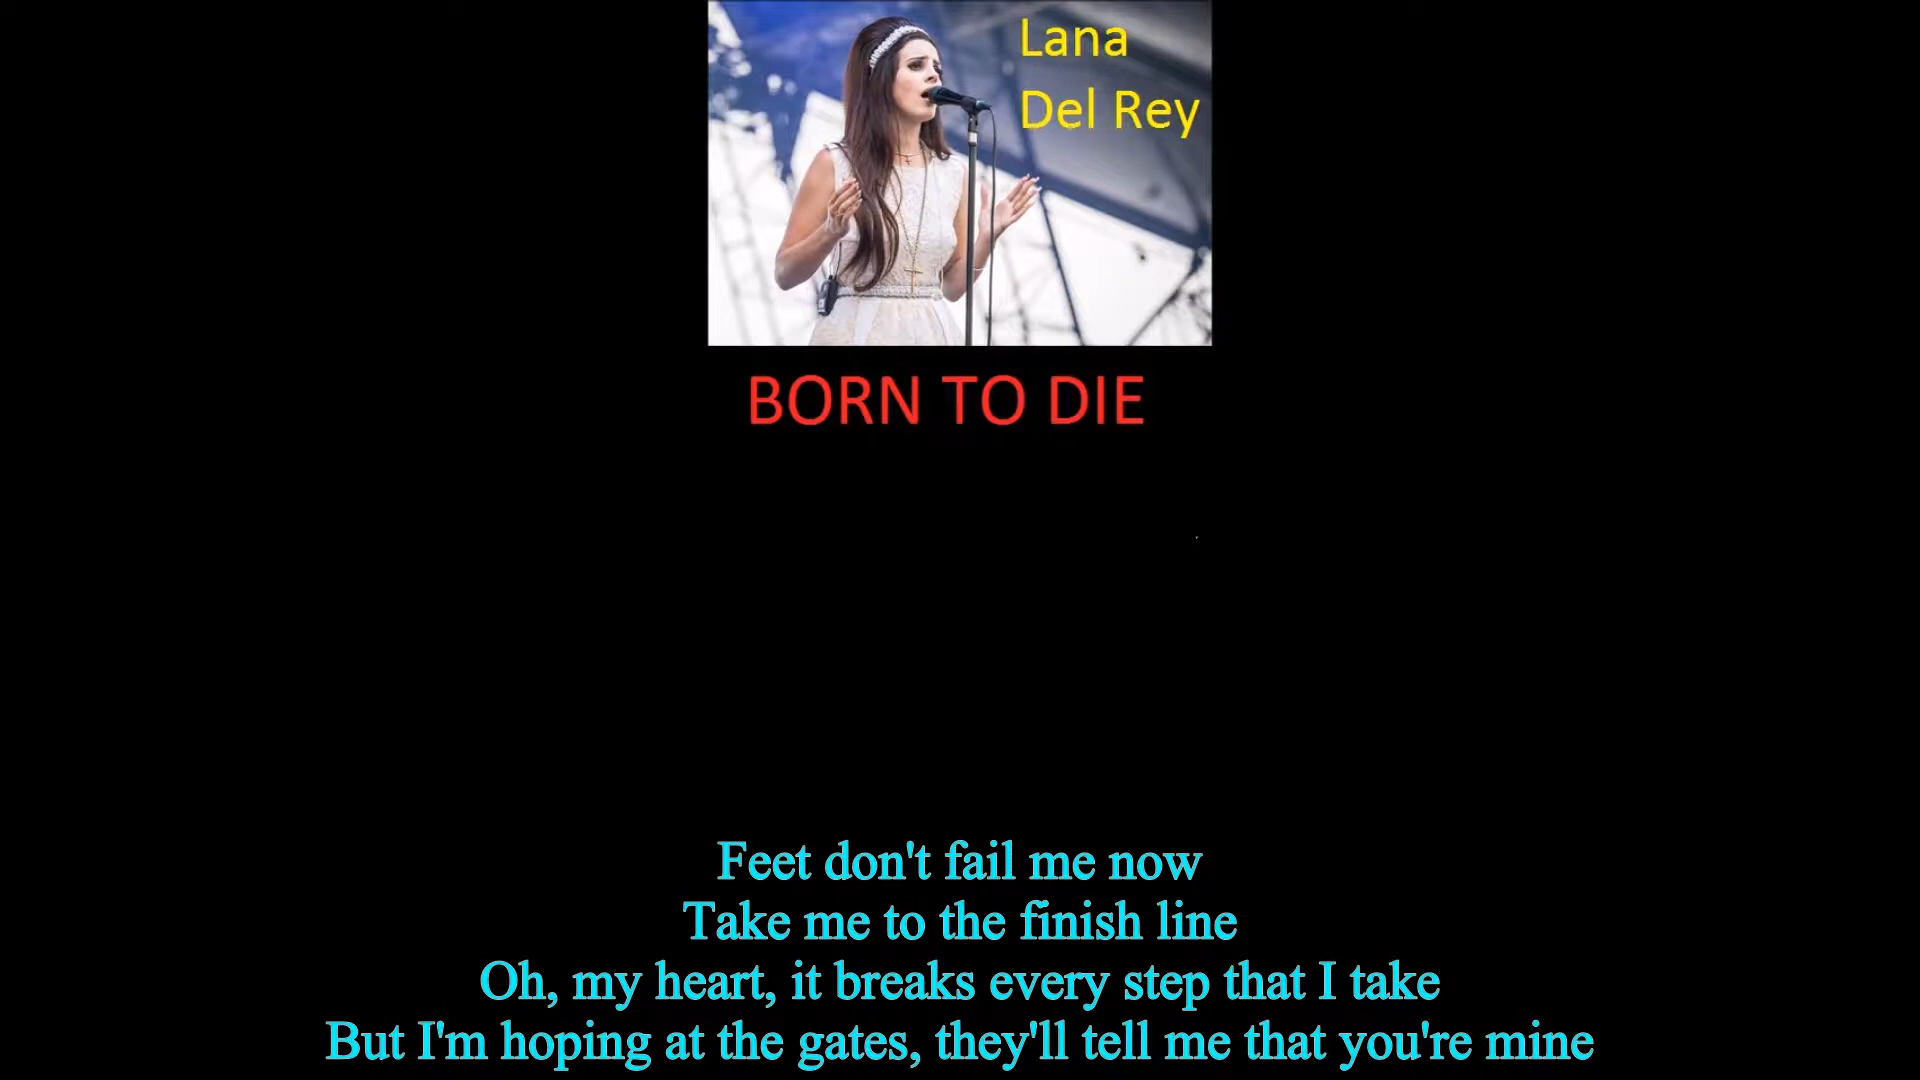 Lana
Del Rey
BORN TO DIE
Feet don't fail me now
Take me to the finish line
Oh, my heart, it breaks every step that I take
But I'm hoping at the gates, they'll tell me that you're mine